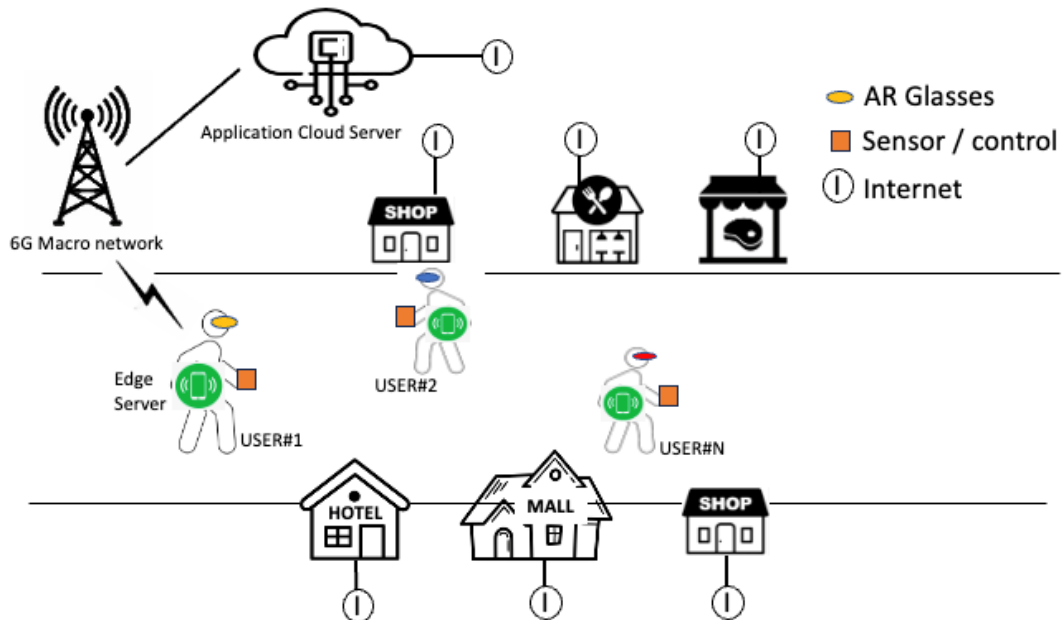 I
Application Cloud Server
AR Glasses
Sensor / control
I Internet
6G Macro network
I
I
I
SHOP
Edge
Server
USER#1
USER#2
USER#N
HOTEL
MALL
SHOP
I
I
I